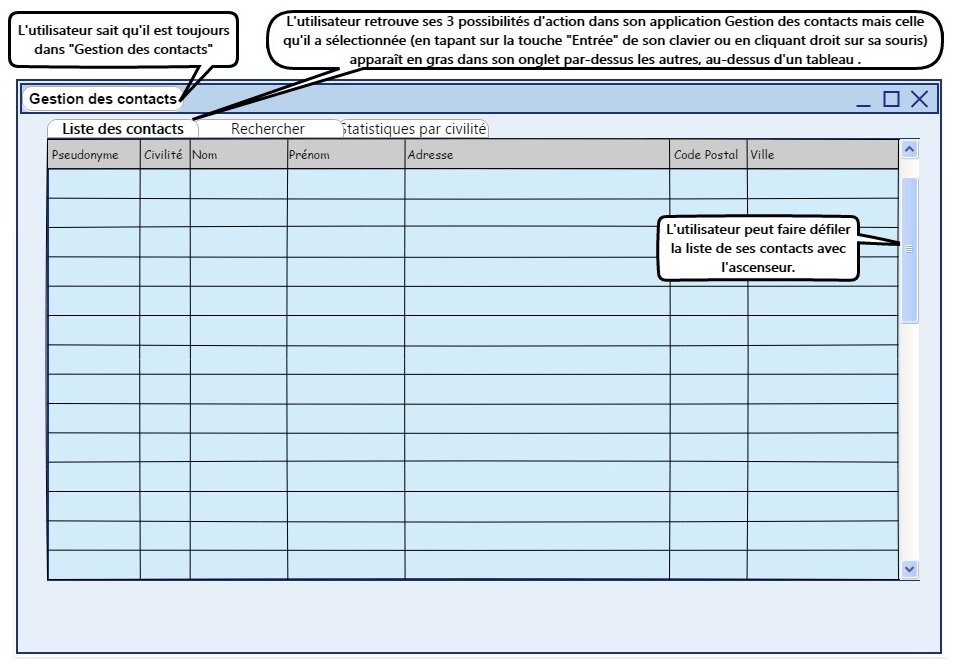 L'utilisateur sait qu'il est toujours
dans "Gestion des contacts"
L'utilisateur retrouve ses 3 possibilités d'action dans son application Gestion des contacts mais celle
qu'il a sélectionnée (en tapant sur la touche "Entrée" de son clavier ou en cliquant droit sur sa souris)
apparaît en gras dans son onglet par-dessus les autres, au-dessus d'un tableau .
Gestion des contacts
Liste des contacts Rechercher Statistiques par civilité
Pseudonyme Civilité Nom Prénom Adresse Code Postal Ville
L'utilisateur peut faire défiler
la liste de ses contacts avec
l'ascenseur.